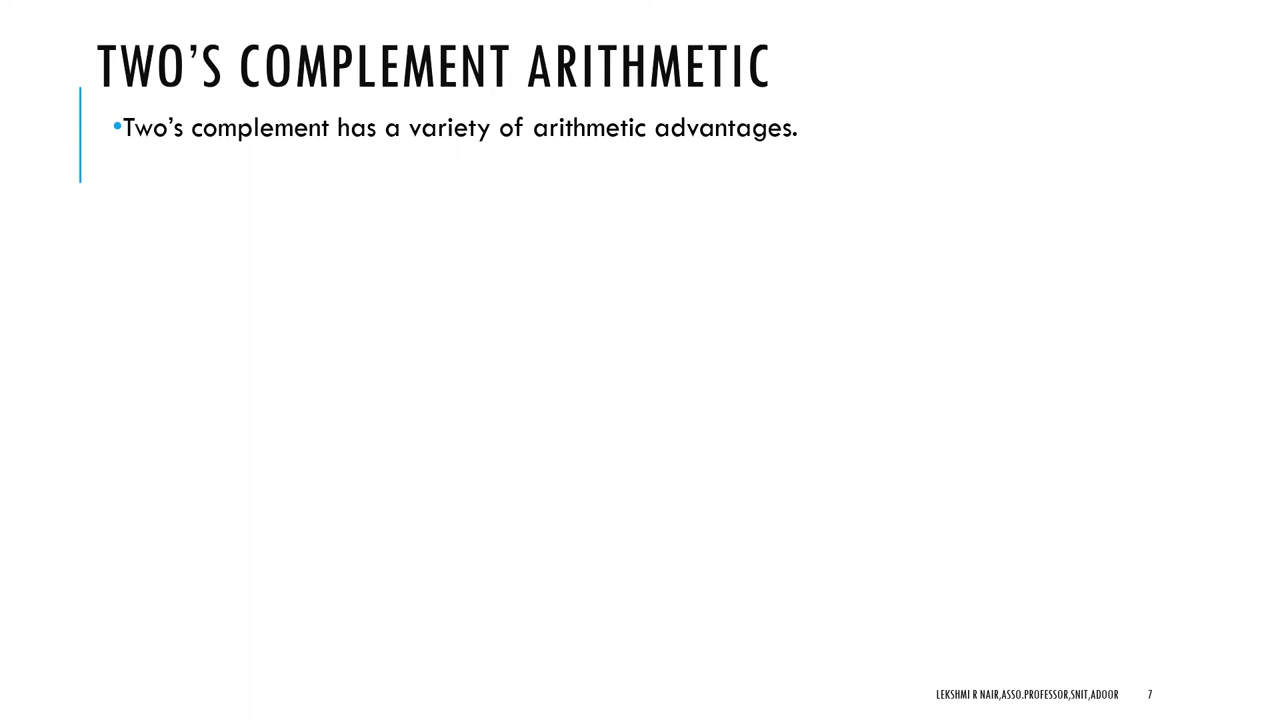 TWO’S COMPLEMENT ARITHMETIC
•Two’s complement has a variety of arithmetic advantages.
LEKSHMI R NAIR,ASSO.PROFESSOR,SNIT,ADOOR 7